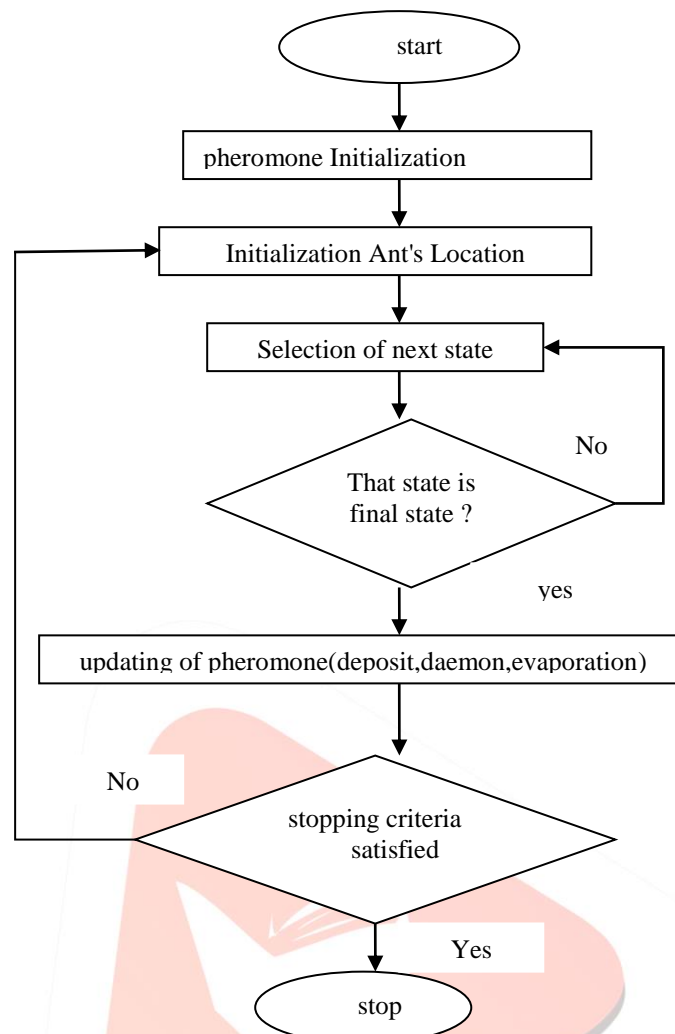 start
pheromone Initialization
Initialization Ant's Location
Selection of next state
No
That state is
final state ?
yes
updating of pheromone(deposit,daemon,evaporation)
No
stopping criteria
satisfied
Yes
stop